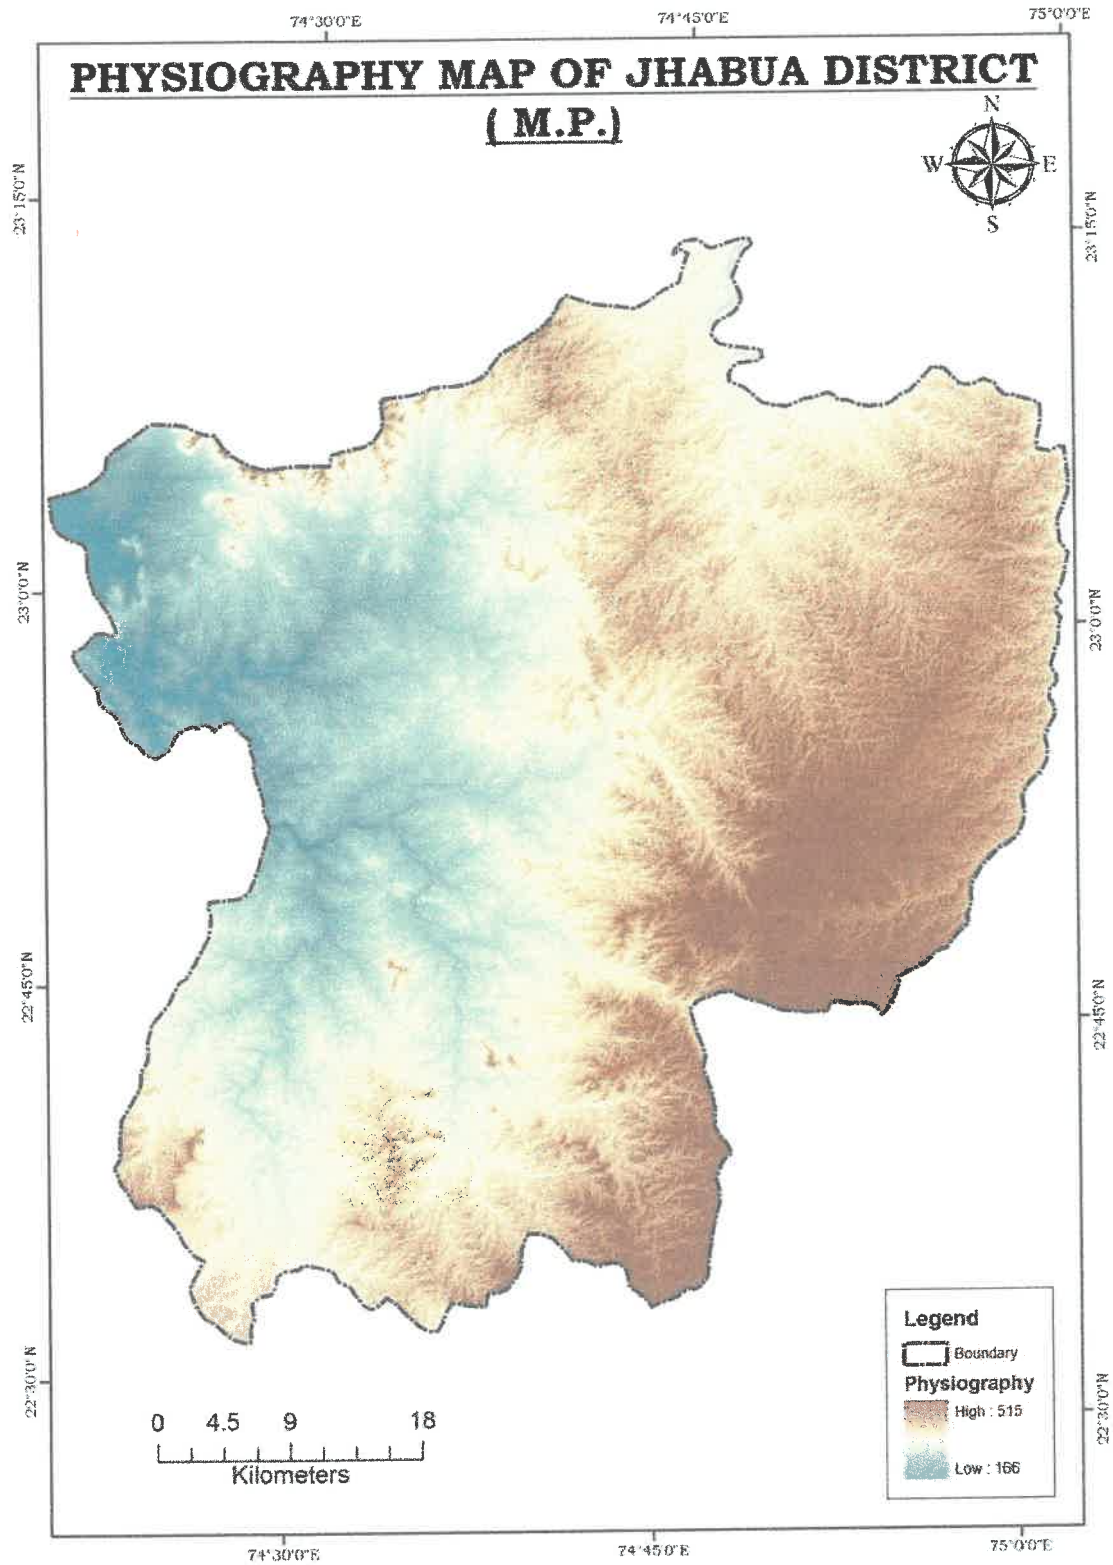 74°30'0"E 74°45'0"E 75°0'0"E
PHYSIOGRAPHY MAP OF JHABUA DISTRICT
( M.P.)
N
W E
S
23°15'0"N 23°15'0"N
23°0'0"N 23°0'0"N
22°45'0"N 22°45'0"N
22°30'0"N 22°30'0"N
Legend
Boundary
Physiography
High : 515
Low : 166
0 4.5 9 18
Kilometers
74°30'0"E 74°45'0"E 75°0'0"E